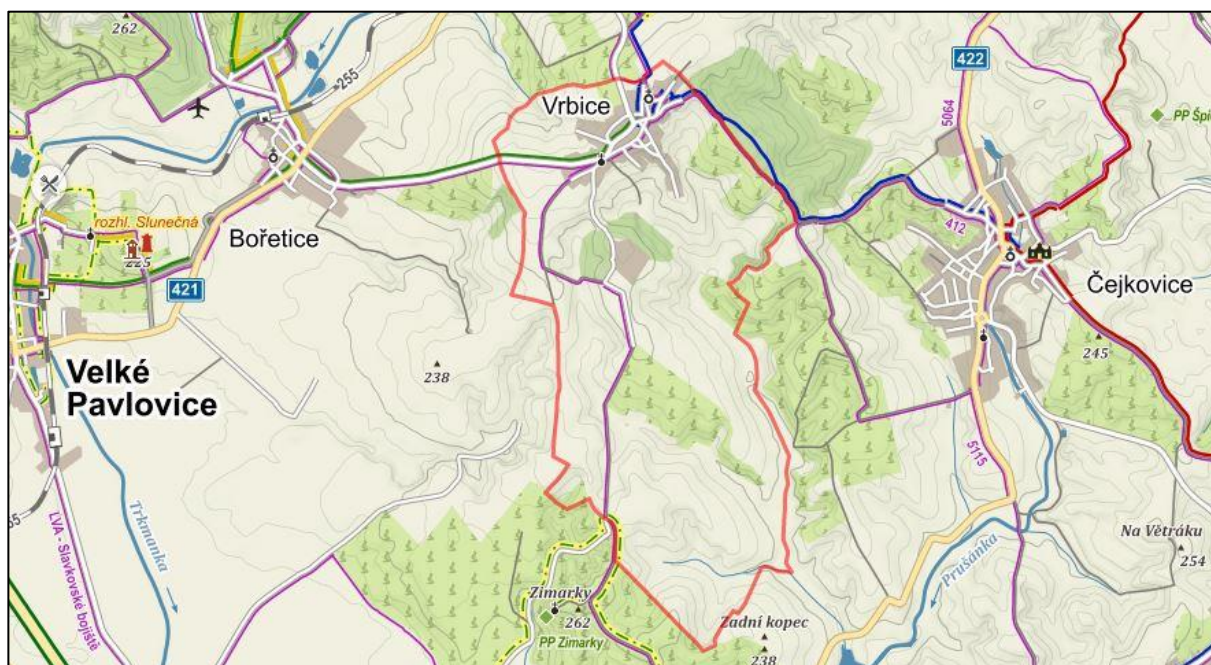 262
422
Vrbice
255
PP Špi
5064
rozhl. Slunečná
225
Bořetice
412
Čejkovice
421
245
238
Velké
Pavlovice
5115
Trkmanka
LVA - Slavkovské bojiště
Na Větráku
254
Prušánka
Zimarky
262
PP Zimarky
Zadní kopec
238